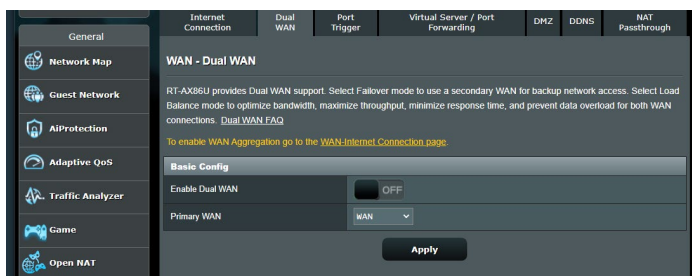 Internet Connection
Dual WAN
Port Trigger
Virtual Server / Port Forwarding
DMZ
DDNS
NAT Passthrough
General
Network Map
Guest Network
AiProtection
Adaptive QoS
Traffic Analyzer
Game
Open NAT
WAN - Dual WAN
RT-AX86U provides Dual WAN support. Select Failover mode to use a secondary WAN for backup network access. Select Load
Balance mode to optimize bandwidth, maximize throughput, minimize response time, and prevent data overload for both WAN
connections. Dual WAN FAQ
To enable WAN Aggregation go to the WAN-Internet Connection page.
Basic Config
Enable Dual WAN
OFF
Primary WAN
WAN
Apply